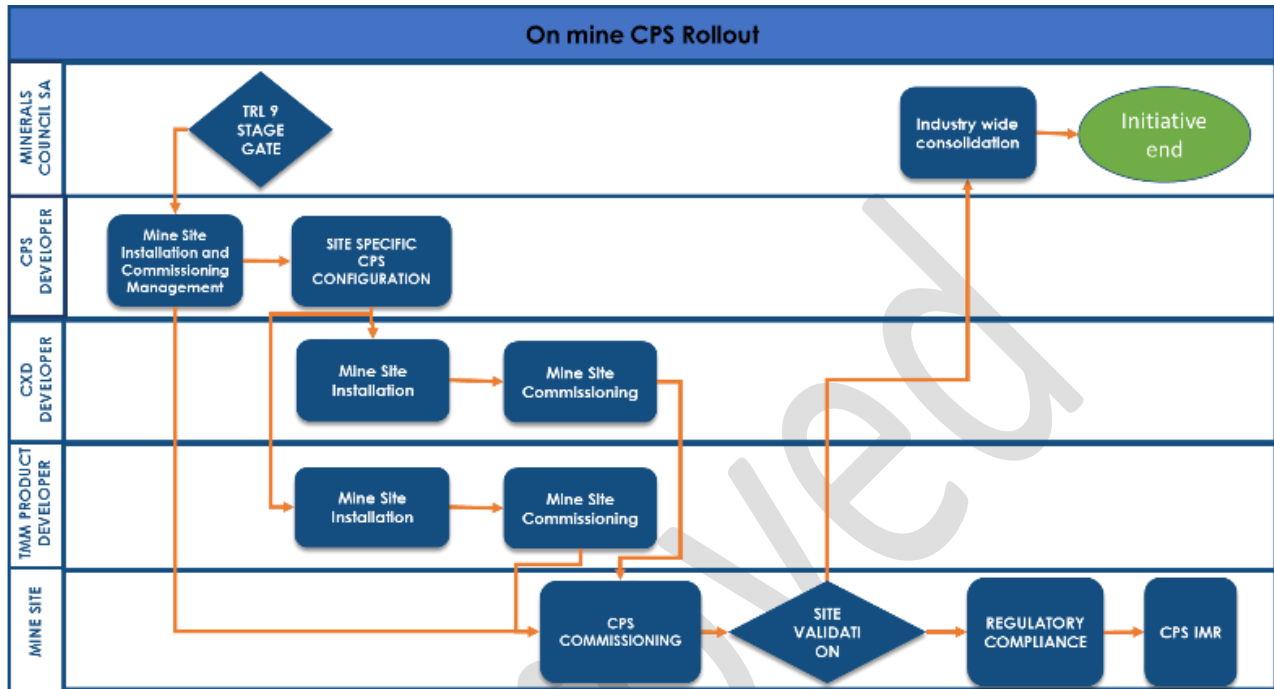 On mine CPS Rollout
MINERALS
COUNCIL SA
TRL 9
STAGE
GATE
Industry wide
consolidation
Initiative
end
CPS
DEVELOPER
Mine Site
Installation and
Commissioning
Management
SITE SPECIFIC
CPS
CONFIGURATION
CXD
DEVELOPER
Mine Site
Installation
Mine Site
Commissioning
TMM PRODUCT
DEVELOPER
Mine Site
Installation
Mine Site
Commissioning
MINE SITE
CPS
COMMISSIONING
SITE
VALIDATI
ON
REGULATORY
COMPLIANCE
CPS IMR